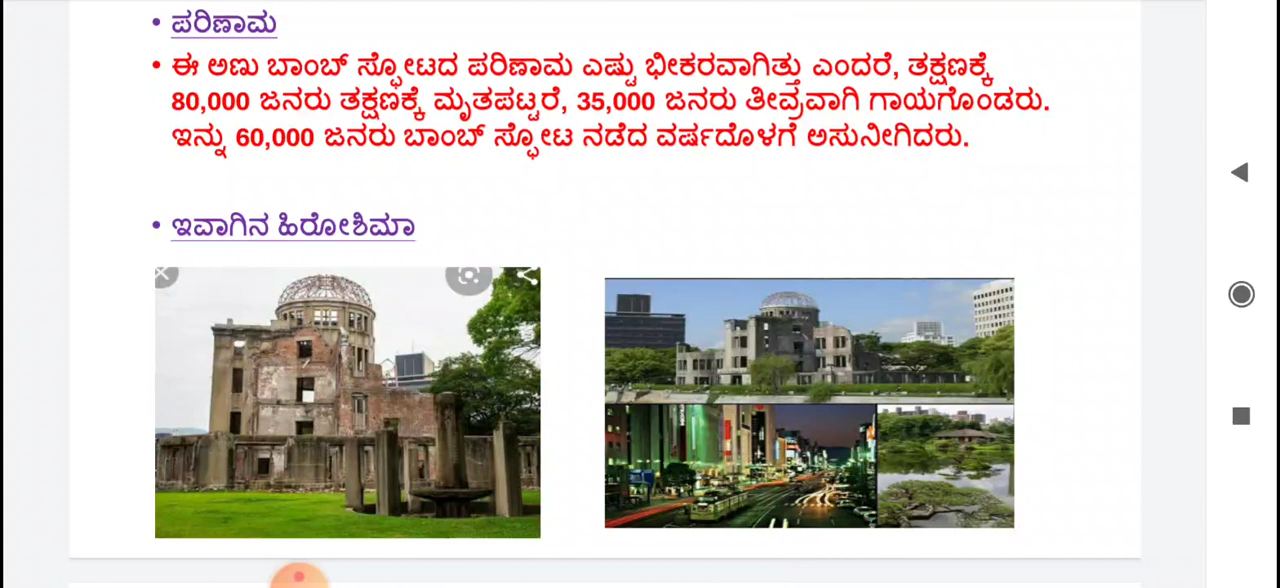 • ಪರಿಣಾಮ
• ಈ ಅಣು ಬಾಂಬ್ ಸ್ಫೋಟದ ಪರಿಣಾಮ ಎಷ್ಟು ಭೀಕರವಾಗಿತ್ತು ಎಂದರೆ, ತಕ್ಷಣಕ್ಕೆ
80,000 ಜನರು ತಕ್ಷಣಕ್ಕೆ ಮೃತಪಟ್ಟರೆ, 35,000 ಜನರು ತೀವ್ರವಾಗಿ ಗಾಯಗೊಂಡರು.
ಇನ್ನು 60,000 ಜನರು ಬಾಂಬ್ ಸ್ಫೋಟ ನಡೆದ ವರ್ಷದೊಳಗೆ ಅಸುನೀಗಿದರು.
• ಇವಾಗಿನ ಹಿರೋಶಿಮಾ